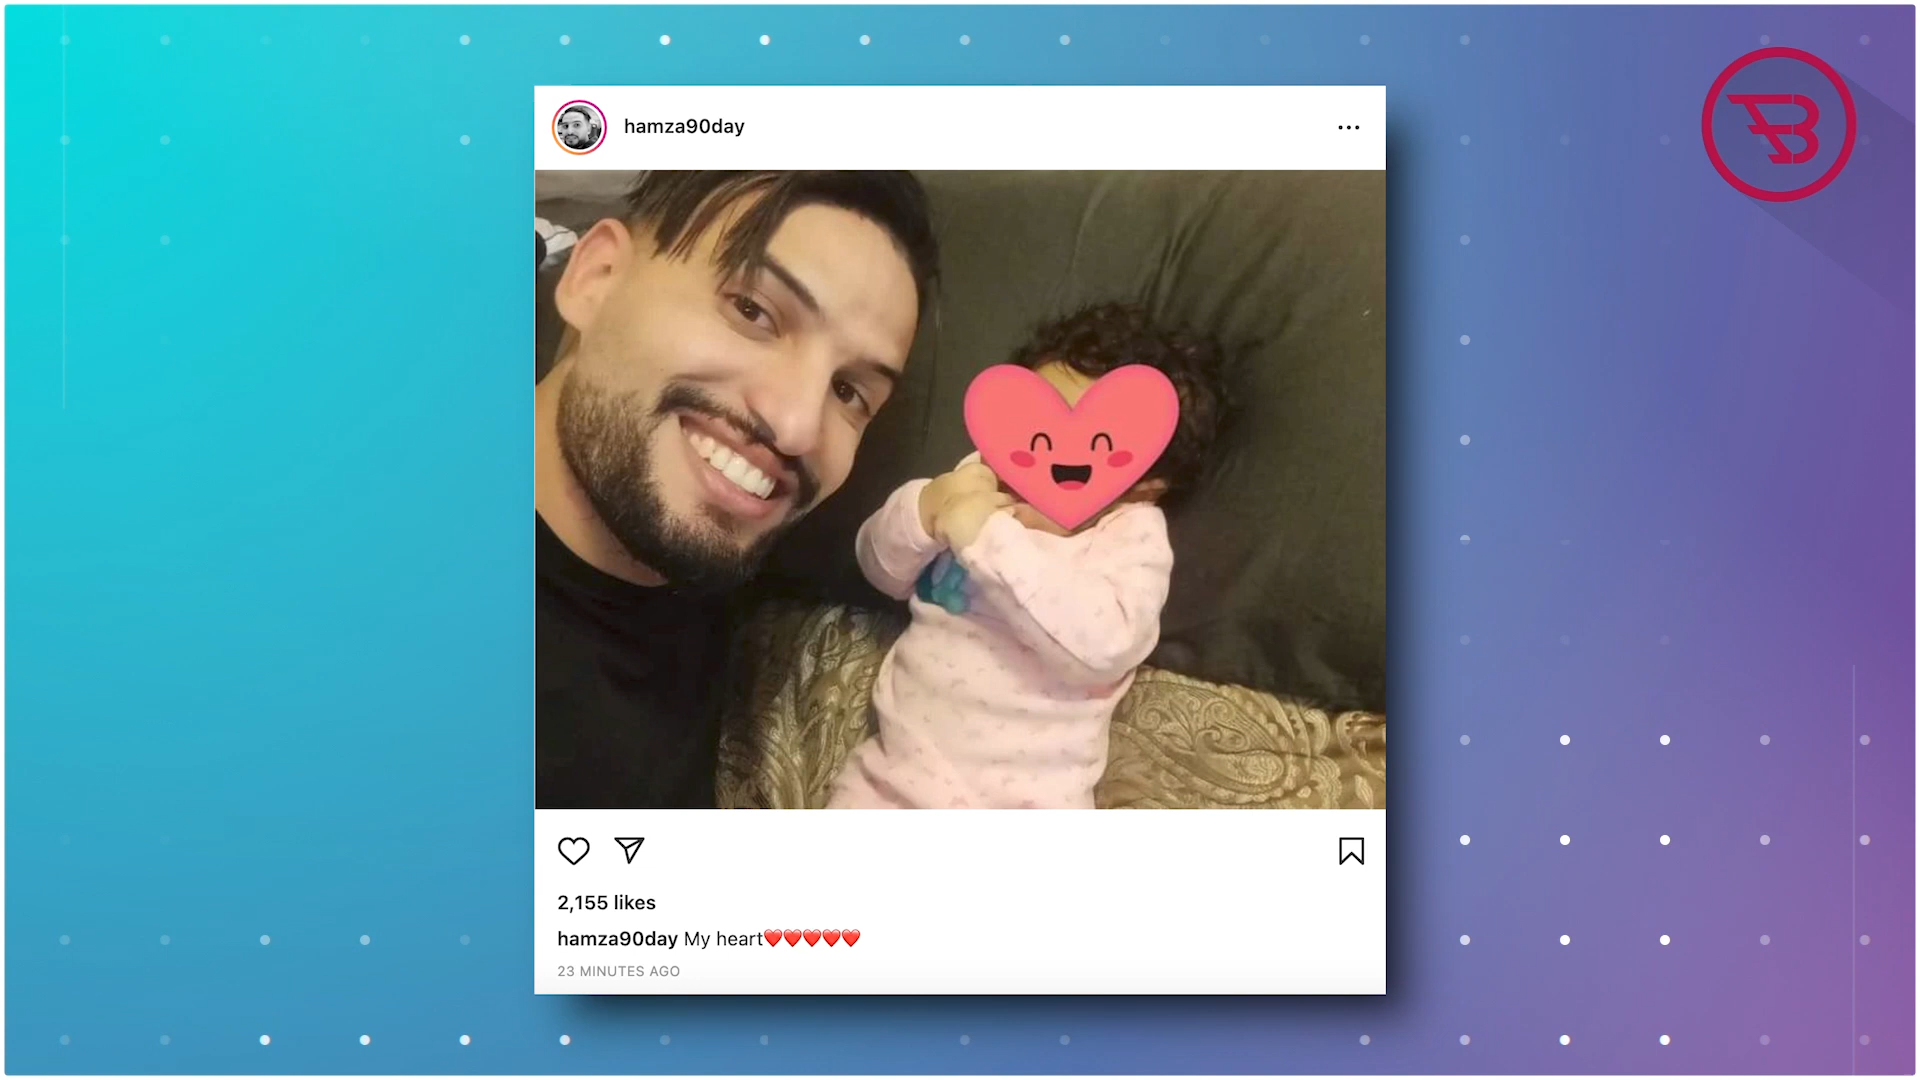 hamza90day
2,155 likes
hamza90day My heart❤️❤️❤️❤️❤️
23 MINUTES AGO